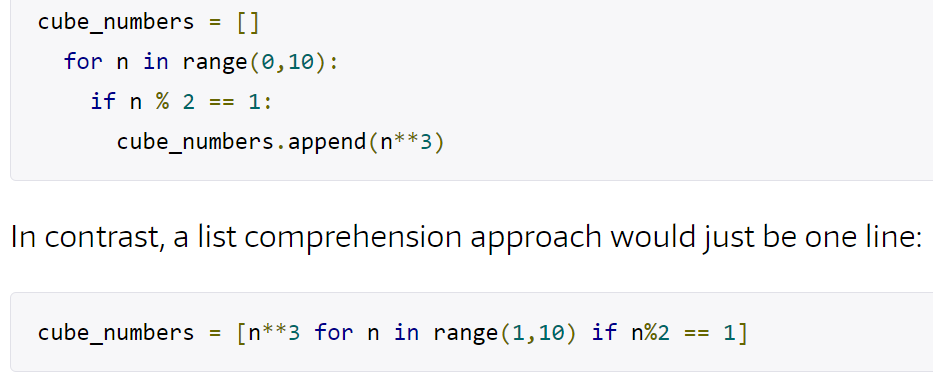 cube_numbers = []
  for n in range(0,10):
    if n % 2 == 1:
      cube_numbers.append(n**3)
In contrast, a list comprehension approach would just be one line:
cube_numbers = [n**3 for n in range(1,10) if n%2 == 1]